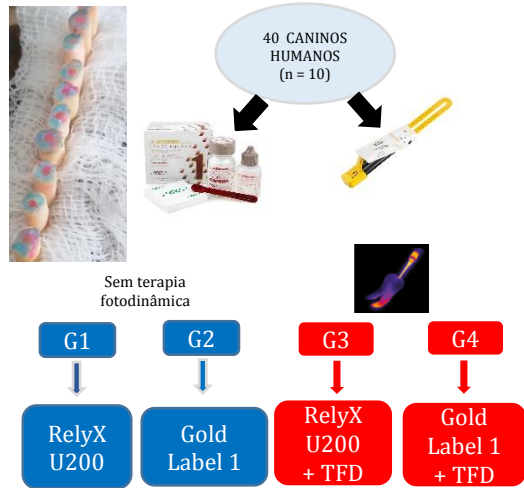 40 CANINOS
HUMANOS
(n = 10)
1
Sem terapia
fotodinâmica
G1
G2
G3
G4
RelyX
U200
Gold
Label 1
RelyX
U200
+ TFD
Gold
Label 1
+ TFD